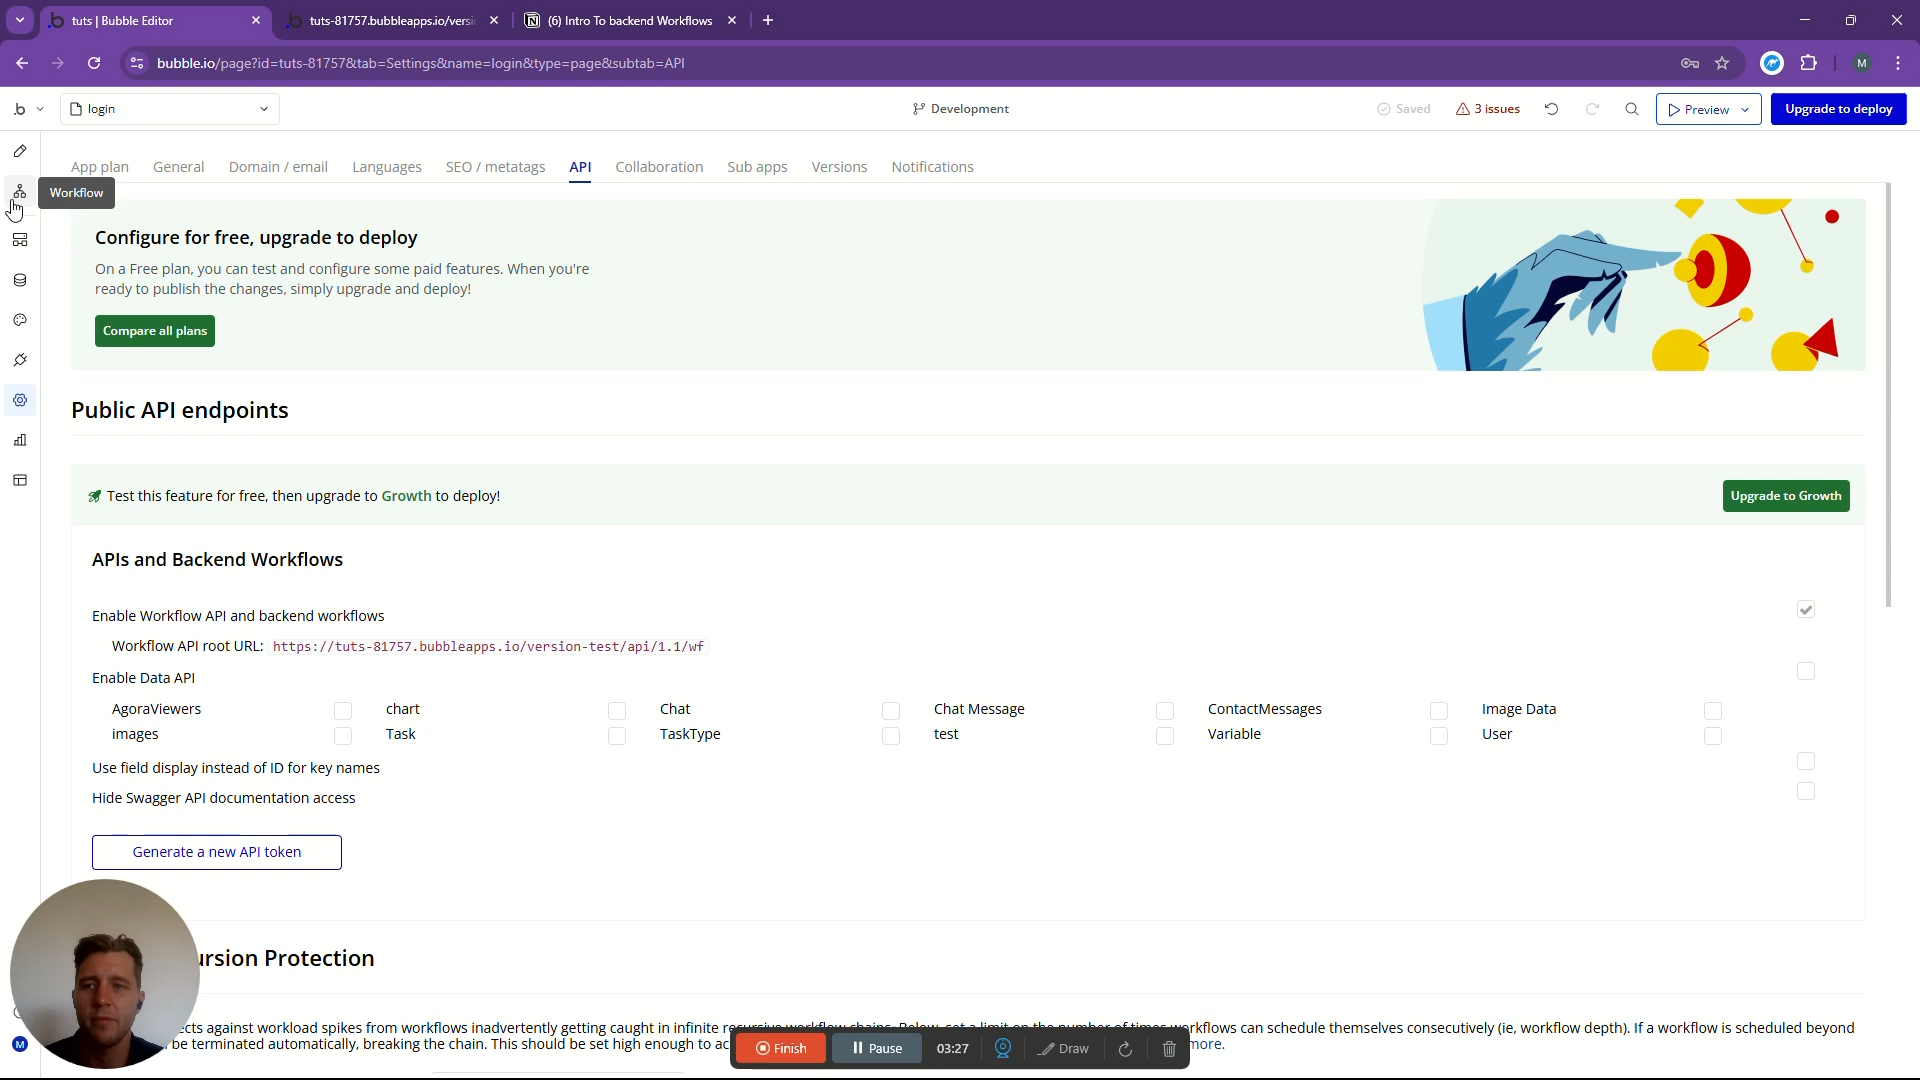 tuts | Bubble Editor
tuts-81757.bubbleapps.io/versi
(6) Intro To backend Workflows
bubble.io/page?id=tuts-81757&tab=Settings&name=login&type=page&subtab=API
M
login
Development
Saved
3 issues
Preview
Upgrade to deploy
App plan
General
Domain / email
Languages
SEO / metatags
API
Collaboration
Sub apps
Versions
Notifications
Workflow
Configure for free, upgrade to deploy
On a Free plan, you can test and configure some paid features. When you're
ready to publish the changes, simply upgrade and deploy!
Compare all plans
Public API endpoints
Test this feature for free, then upgrade to Growth to deploy!
Upgrade to Growth
APIs and Backend Workflows
Enable Workflow API and backend workflows
Workflow API root URL: https://tuts-81757.bubbleapps.io/version-test/api/1.1/wf
Enable Data API
AgoraViewers
chart
Chat
Chat Message
ContactMessages
Image Data
images
Task
TaskType
test
Variable
User
Use field display instead of ID for key names
Hide Swagger API documentation access
Generate a new API token
ursion Protection
ects against workload spikes from workflows inadvertently getting caught in infinite
workflows can schedule themselves consecutively (ie, workflow depth). If a workflow is scheduled beyond
be terminated automatically, breaking the chain. This should be set high enough to ac
more.
M
Finish
Pause
03:27
Draw